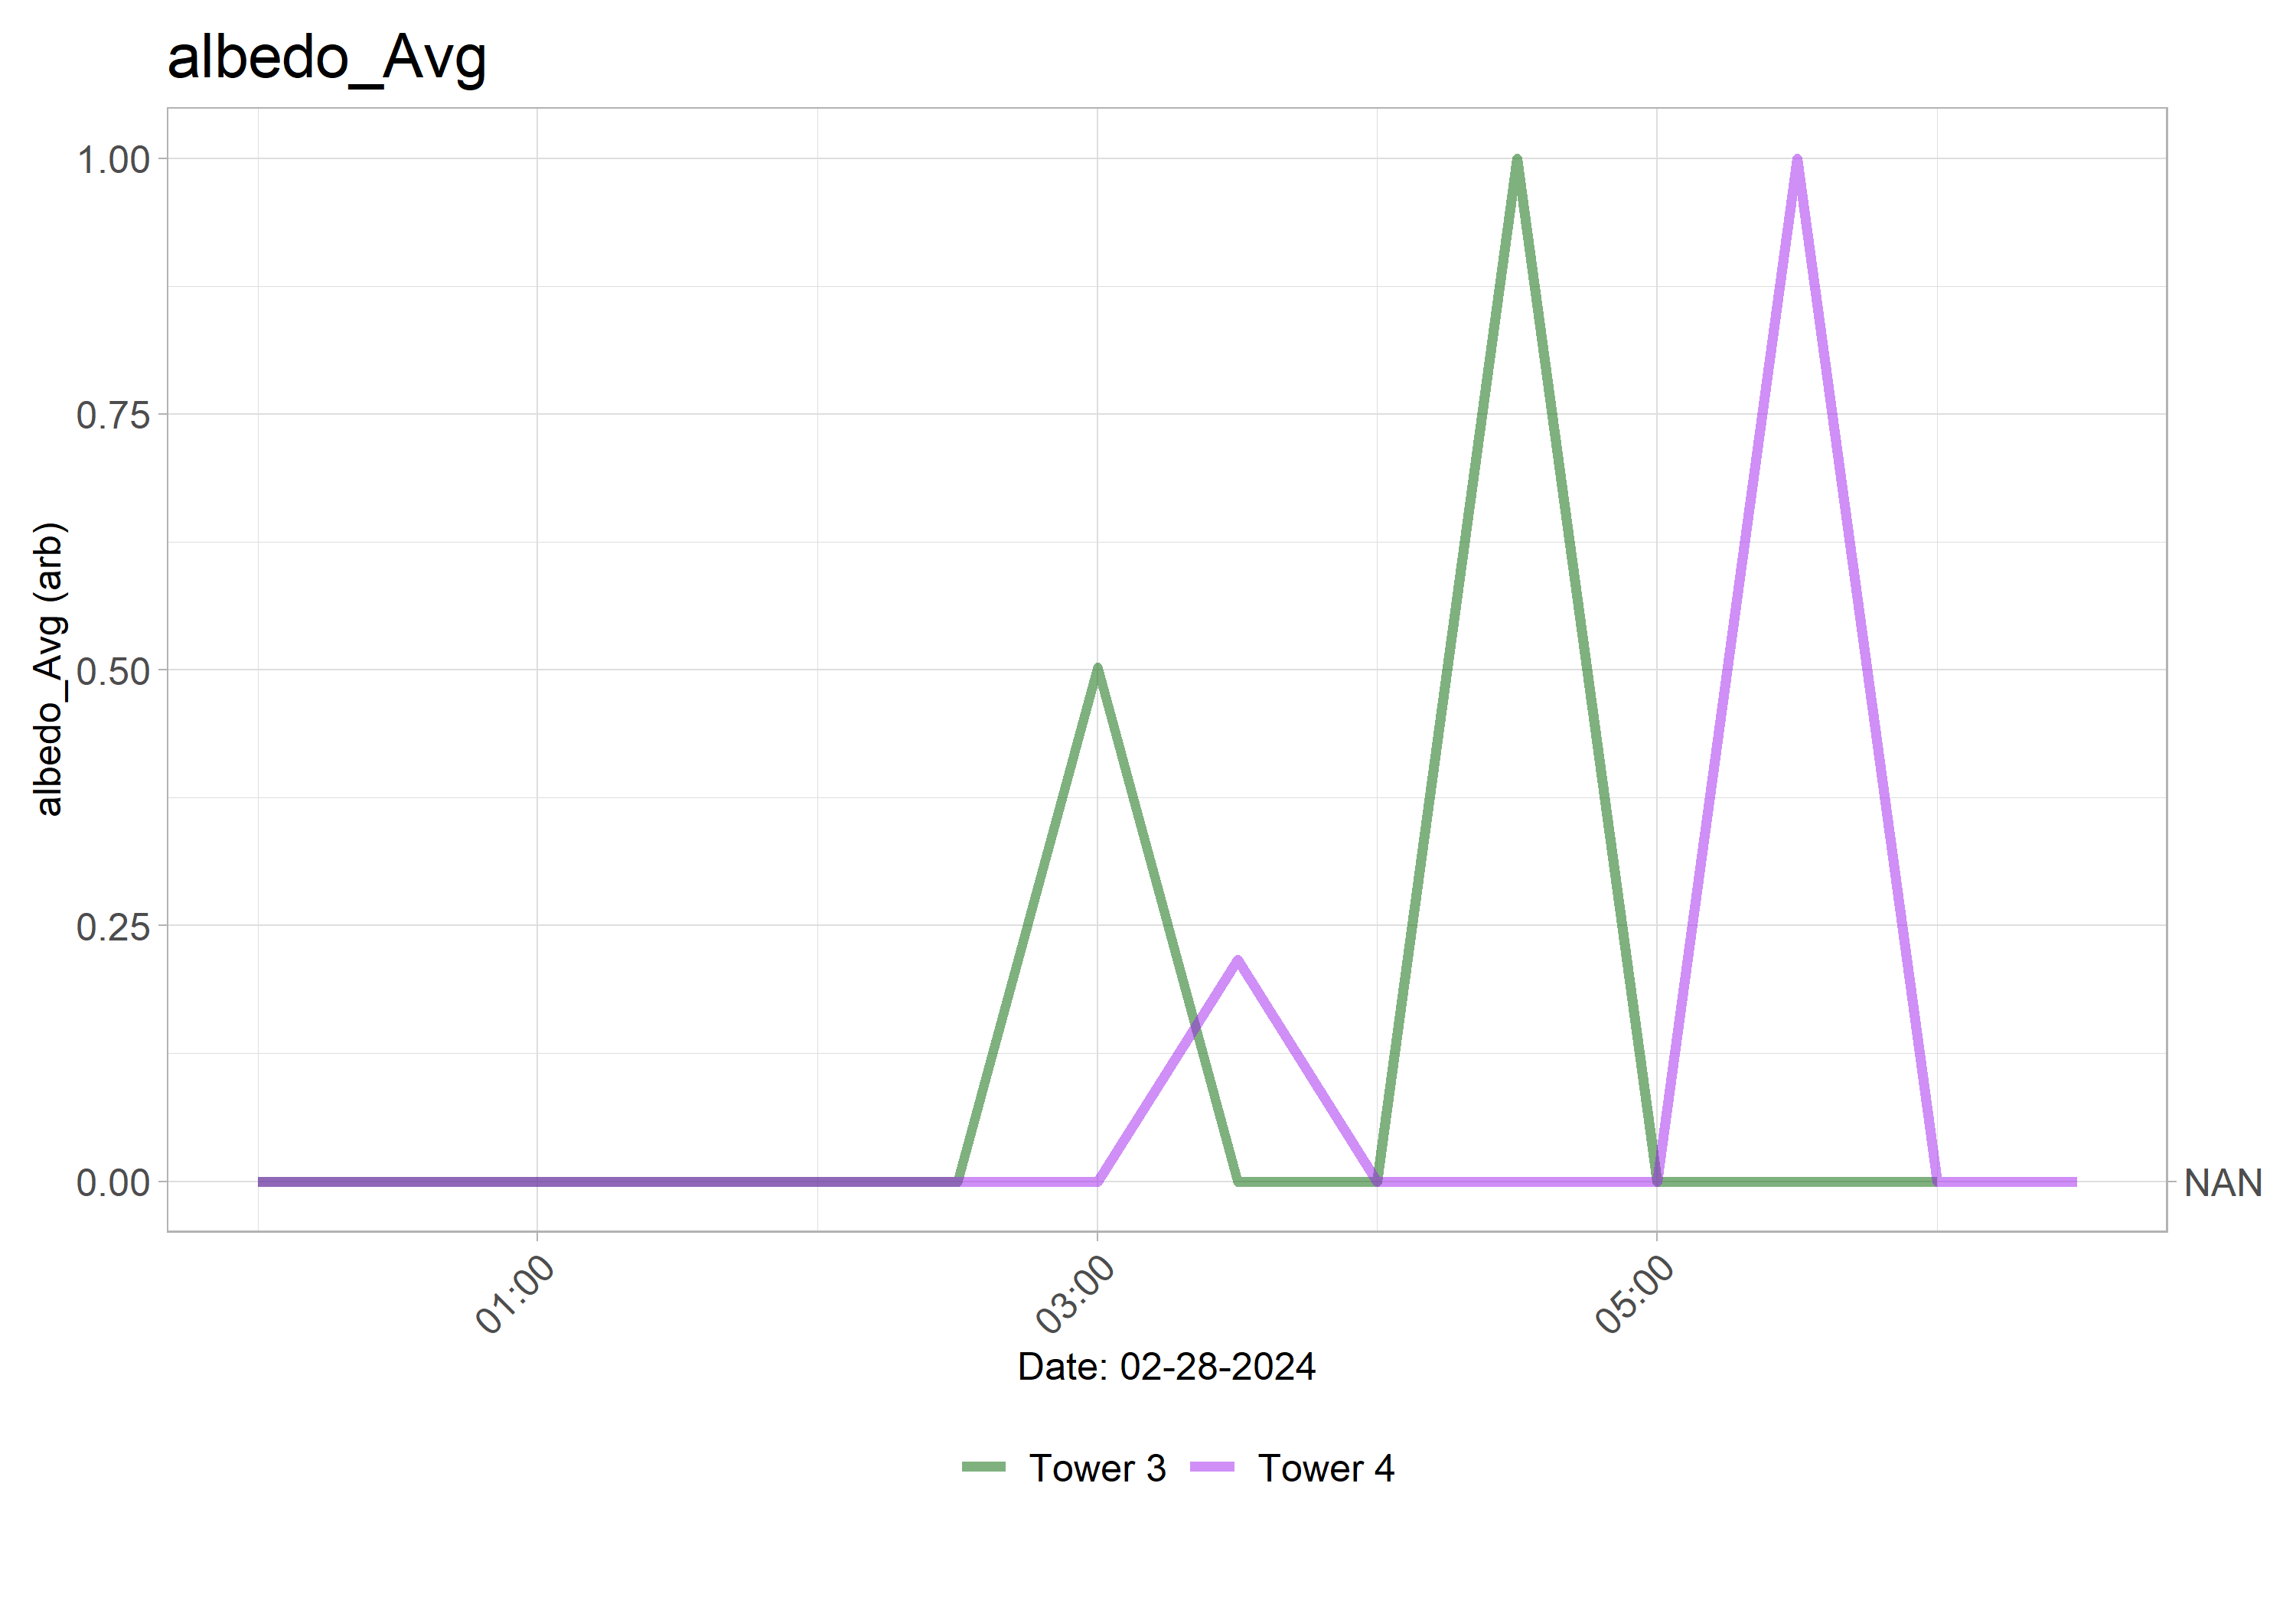 albedo_Avg
albedo_Avg (arb)
1.00
0.75
0.50
0.25
0.00
NAN
01:00
03:00
05:00
Date: 02-28-2024
Tower 3
Tower 4